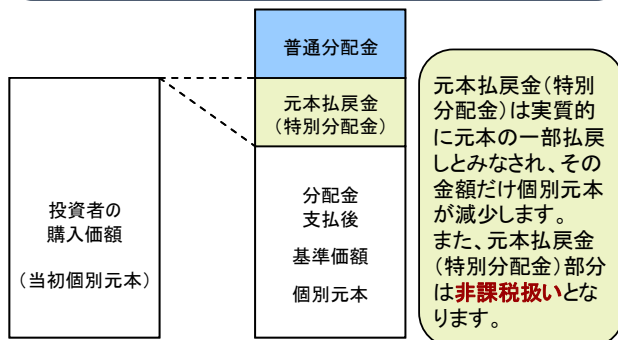 普通分配金
元本払戻金
（特別分配金）
投資者の
購入価額
（当初個別元本）
分配金
支払後
基準価額
個別元本
元本払戻金（特別
分配金）は実質的
に元本の一部払戻
しとみなされ、その
金額だけ個別元本
が減少します。
また、元本払戻金
（特別分配金）部分
は非課税扱いとな
ります。